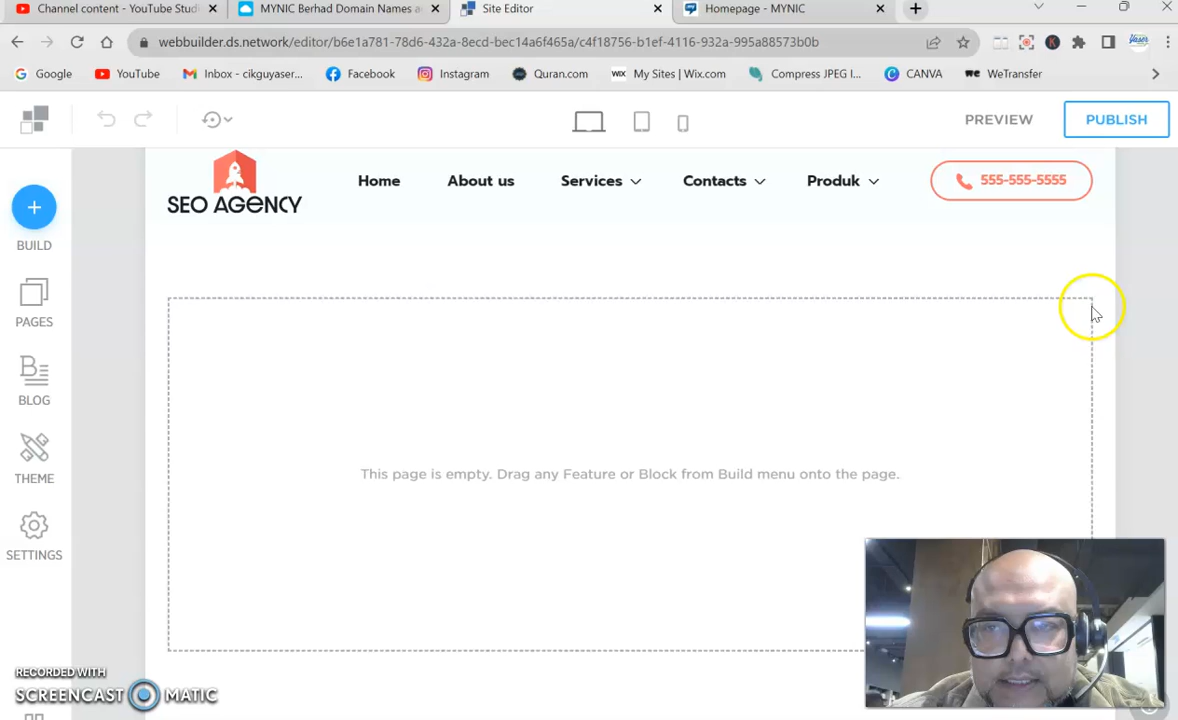 Channel content - YouTube Stud
MYNIC Berhad Domain Names a
Site Editor
Homepage - MYNIC
webbuilder.ds.network/editor/b6e1a781-78d6-432a-8ecd-bec14a6f465a/c4f18756-b1ef-4116-932a-995a88573b0b
Google
YouTube
Inbox - cikguyaser...
Facebook
Instagram
Quran.com
WIX My Sites | Wix.com
Compress JPEG I...
CANVA
we WeTransfer
PREVIEW
PUBLISH
SEO AGENCY
Home
About us
Services
Contacts
Produk
555-555-5555
BUILD
PAGES
BLOG
THEME
SETTINGS
This page is empty. Drag any Feature or Block from Build menu onto the page.
RECORDED WITH
SCREENCAST MATIC